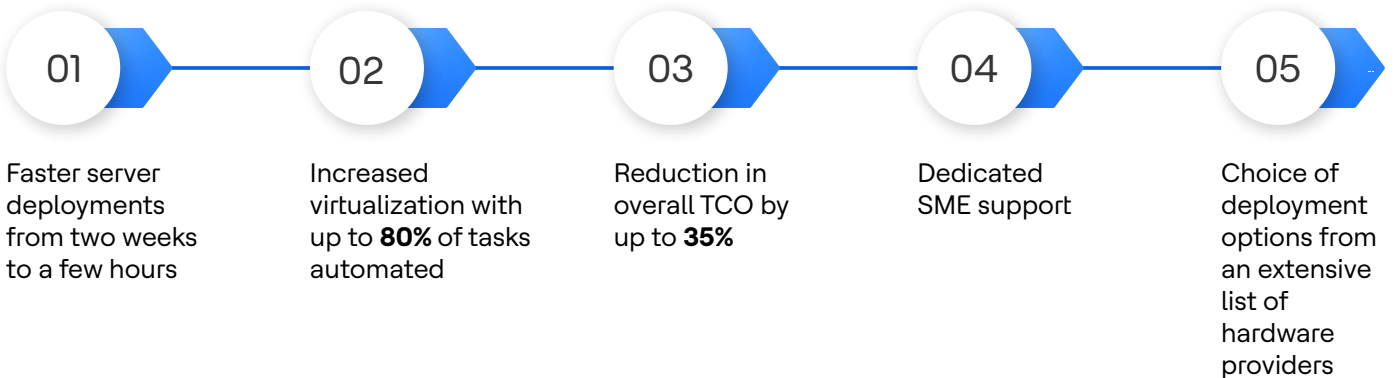 01
02
03
04
05
Faster server
deployments
from two weeks
to a few hours
Increased
virtualization with
up to 80% of tasks
automated
Reduction in
overall TCO by
up to 35%
Dedicated
SME support
Choice of
deployment
options from
an extensive
list of
hardware
providers